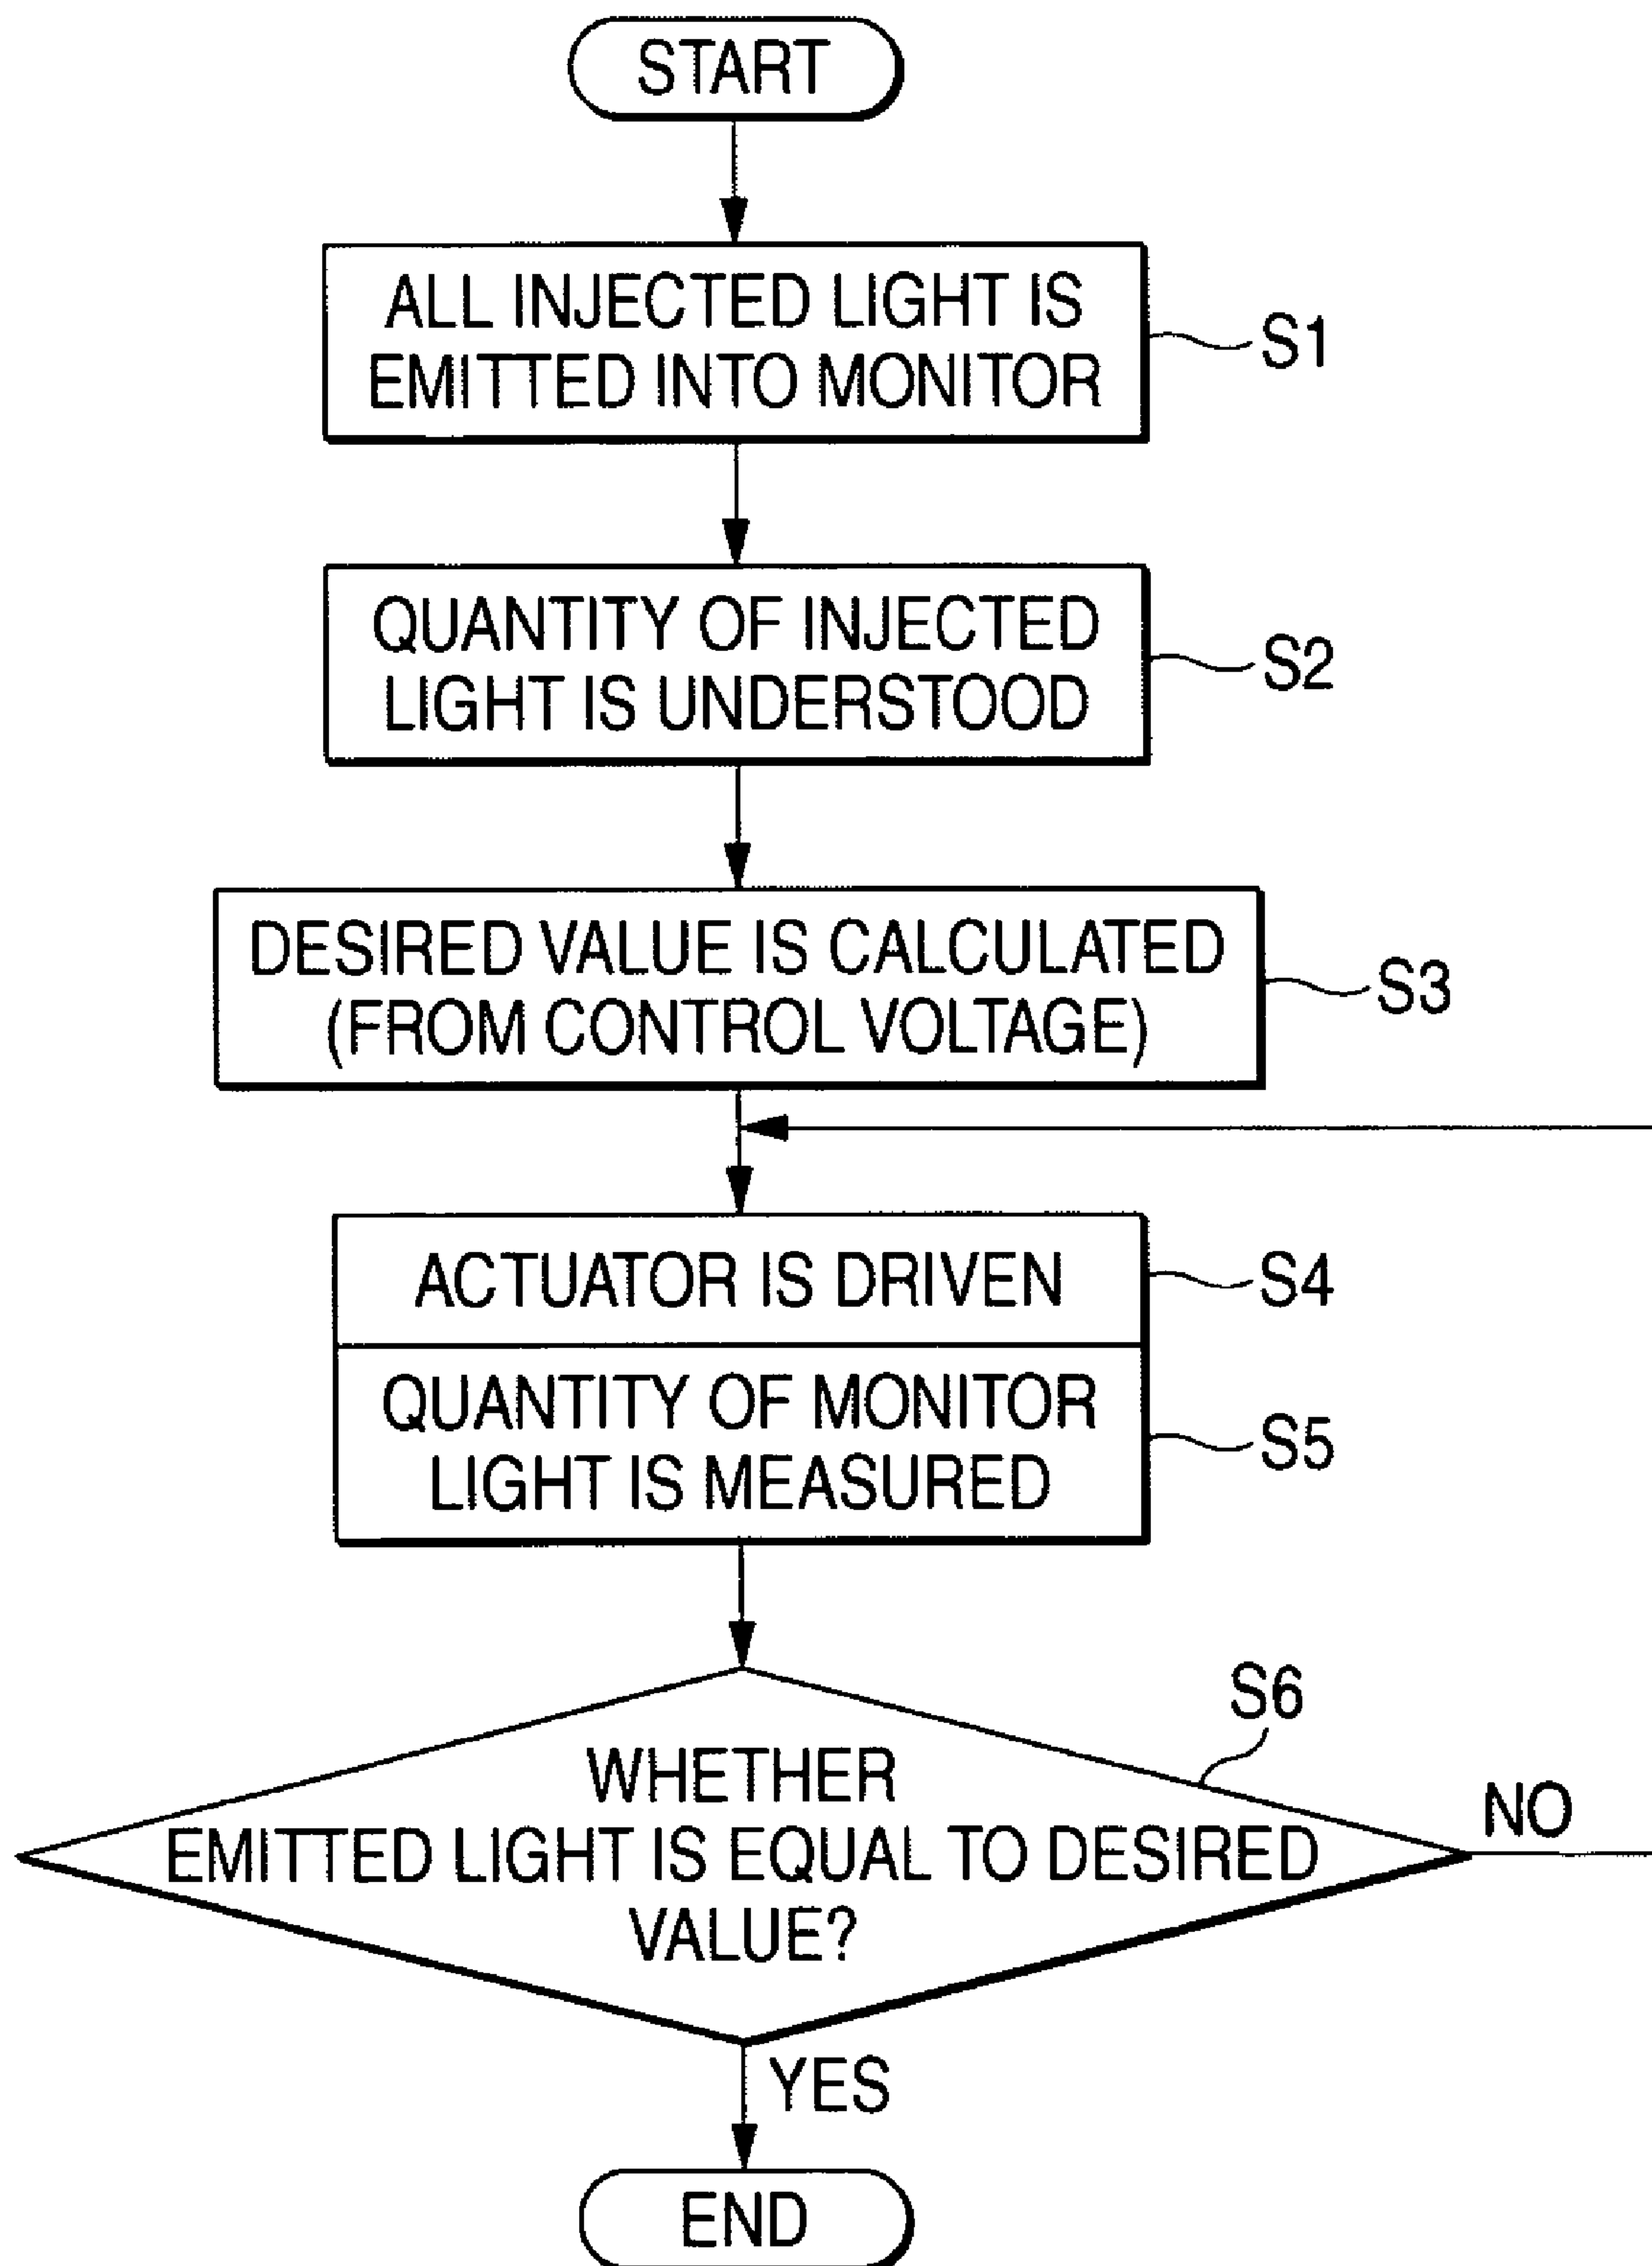 START
ALL INJECTED LIGHT IS
EMITTED INTO MONITOR
S1
QUANTITY OF INJECTED
LIGHT IS UNDERSTOOD
S2
DESIRED VALUE IS CALCULATED
(FROM CONTROL VOLTAGE)
S3
ACTUATOR IS DRIVEN
S4
QUANTITY OF MONITOR
LIGHT IS MEASURED
S5
S6
WHETHER
EMITTED LIGHT IS EQUAL TO DESIRED
VALUE?
NO
YES
END